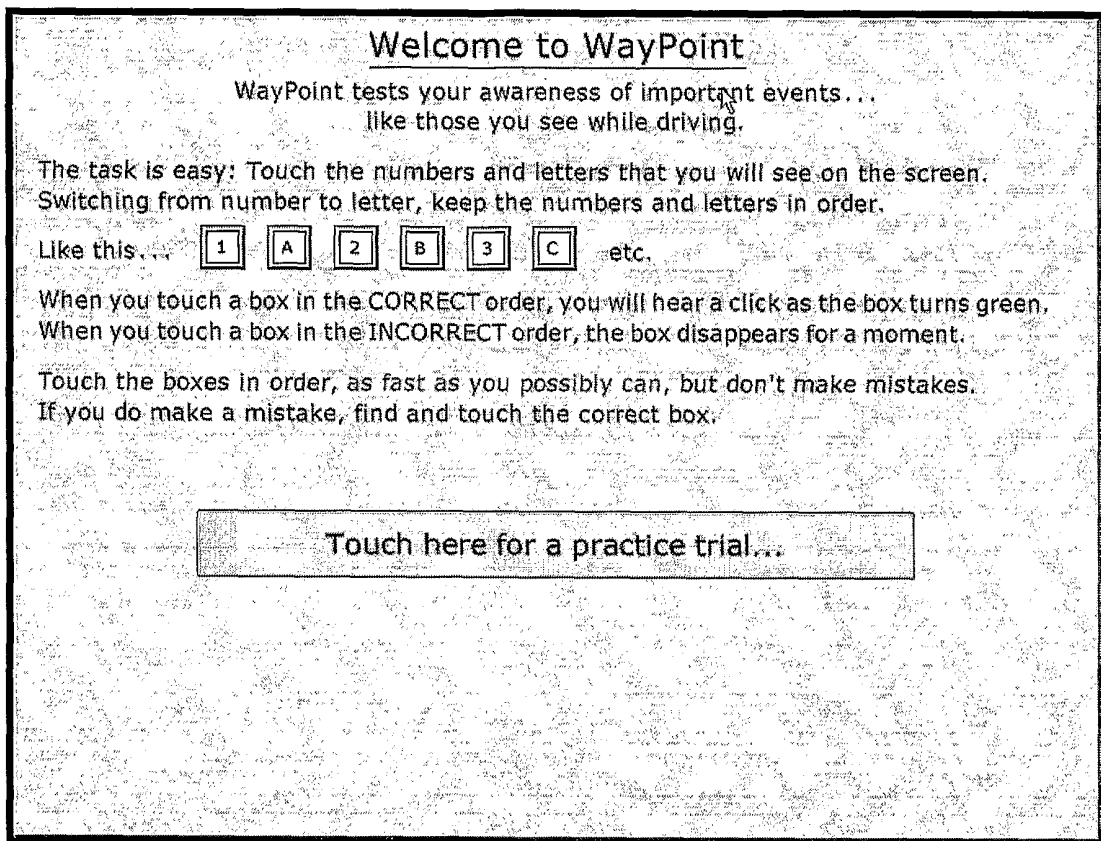 Welcome to WayPoint
WayPoint tests your awareness of important events...
like those you see while driving.
The task is easy: Touch the numbers and letters that you will see on the screen.
Switching from number to letter, keep the numbers and letters in order.
Like this... 1 A 2 B 3 C etc.
When you touch a box in the CORRECT order, you will hear a click as the box turns green.
When you touch a box in the INCORRECT order, the box disappears for a moment.
Touch the boxes in order, as fast as you possibly can, but don't make mistakes.
If you do make a mistake, find and touch the correct box.
Touch here for a practice trial...